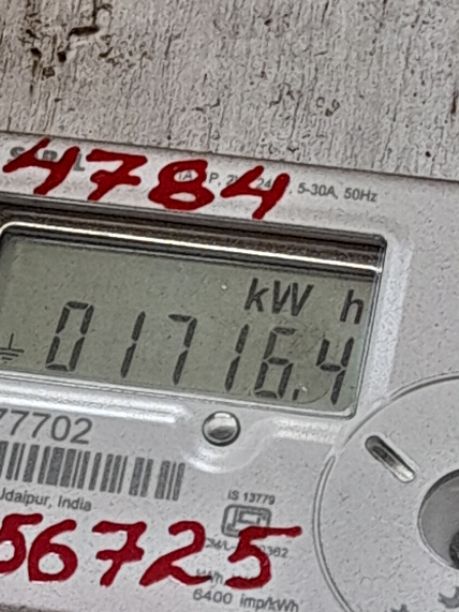 4784
5-30A, 50Hz
kW h
01716.4
77702
Udaipur, India
IS 13779
56725
6400 imp/kWh